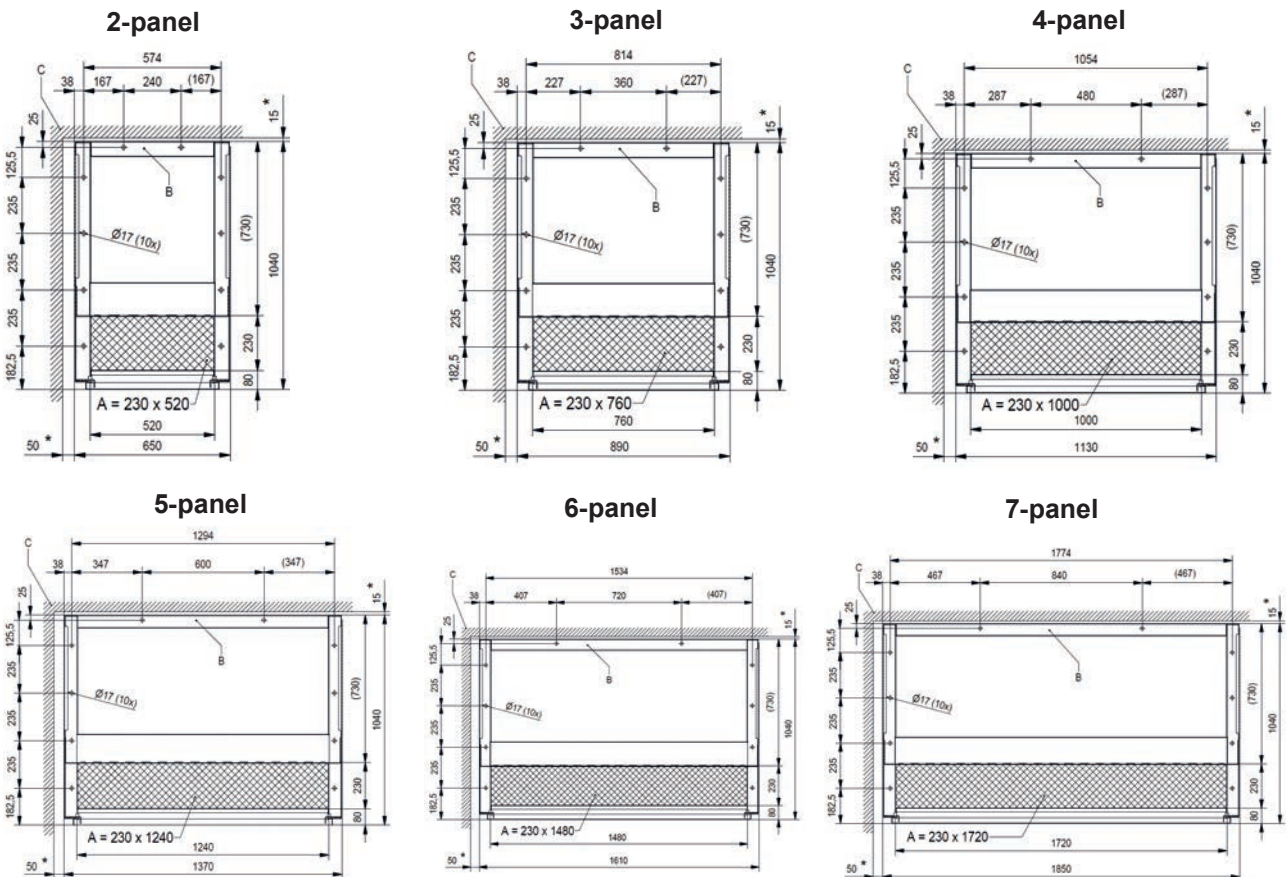 2-panel
574
C
38 167 240 (167)
15 *
25
125,5
235
235
235
182,5
B
Ø17 (10x)
(730)
1040
230
80
A = 230 x 520
520
50 * 650
3-panel
814
C
38 227 360 (227)
15 *
25
125,5
235
235
235
182,5
B
Ø17 (10x)
(730)
1040
230
80
A = 230 x 760
760
50 * 890
4-panel
1054
C
38 287 480 (287)
15 *
25
125,5
235
235
235
182,5
B
Ø17 (10x)
(730)
1040
230
80
A = 230 x 1000
1000
50 * 1130
5-panel
1294
C
38 347 600 (347)
15 *
25
125,5
235
235
235
182,5
B
Ø17 (10x)
(730)
1040
230
80
A = 230 x 1240
1240
50 * 1370
6-panel
1534
C
38 407 720 (407)
15 *
25
125,5
235
235
235
182,5
B
Ø17 (10x)
(730)
1040
230
80
A = 230 x 1480
1480
50 * 1610
7-panel
1774
C
38 467 840 (467)
15 *
25
125,5
235
235
235
182,5
B
Ø17 (10x)
(730)
1040
230
80
A = 230 x 1720
1720
50 * 1850